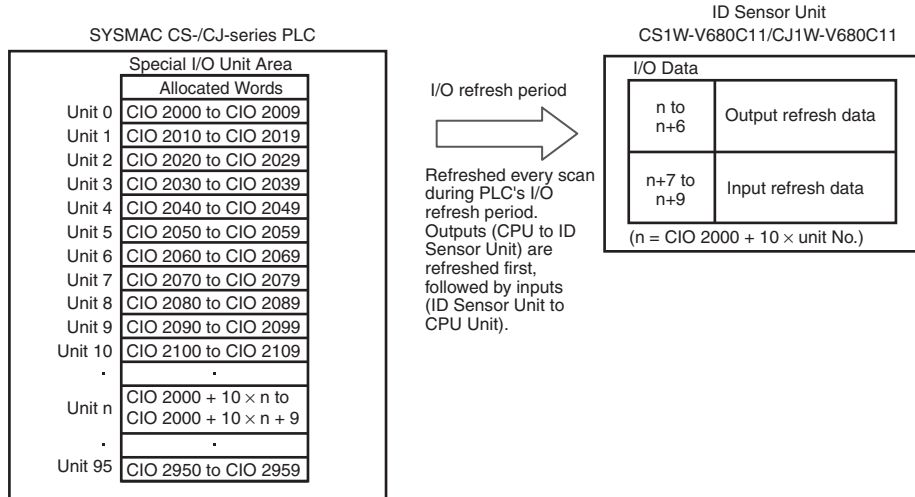 SYSMAC CS-/CJ-series PLC
Special I/O Unit Area
Allocated Words
Unit 0 CIO 2000 to CIO 2009
Unit 1 CIO 2010 to CIO 2019
Unit 2 CIO 2020 to CIO 2029
Unit 3 CIO 2030 to CIO 2039
Unit 4 CIO 2040 to CIO 2049
Unit 5 CIO 2050 to CIO 2059
Unit 6 CIO 2060 to CIO 2069
Unit 7 CIO 2070 to CIO 2079
Unit 8 CIO 2080 to CIO 2089
Unit 9 CIO 2090 to CIO 2099
Unit 10 CIO 2100 to CIO 2109
. .
Unit n CIO 2000 + 10 × n to
CIO 2000 + 10 × n + 9
. .
Unit 95 CIO 2950 to CIO 2959
I/O refresh period
Refreshed every scan
during PLC's I/O
refresh period.
Outputs (CPU to ID
Sensor Unit) are
refreshed first,
followed by inputs
(ID Sensor Unit to
CPU Unit).
ID Sensor Unit
CS1W-V680C11/CJ1W-V680C11
I/O Data
n to
n+6
Output refresh data
n+7 to
n+9
Input refresh data
(n = CIO 2000 + 10 × unit No.)